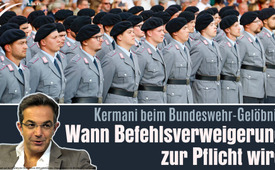 Kermani beim Bundeswehr-Gelöbni
Wann Befehlsverweigerun
zur Pflicht wir